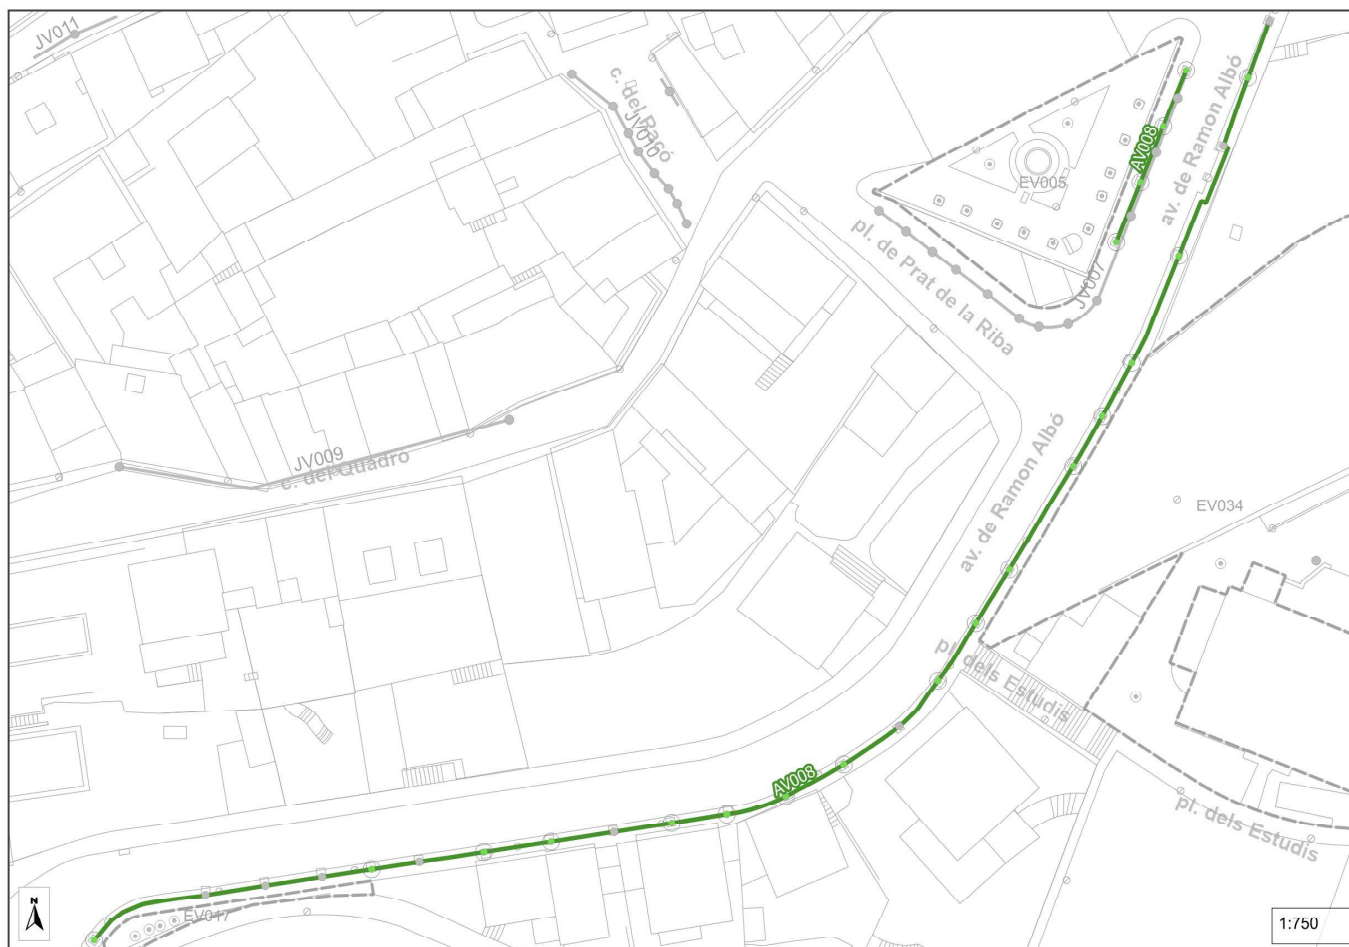 JV011
c. del Racó
JV010
AV008
av. de Ramon Albó
EV005
pl. de Prat de la Riba
JV007
JV009
c. del Quadro
av. de Ramon Albó
EV034
pl. dels Estudis
AV008
pl. dels Estudis
EV017
N
1:750